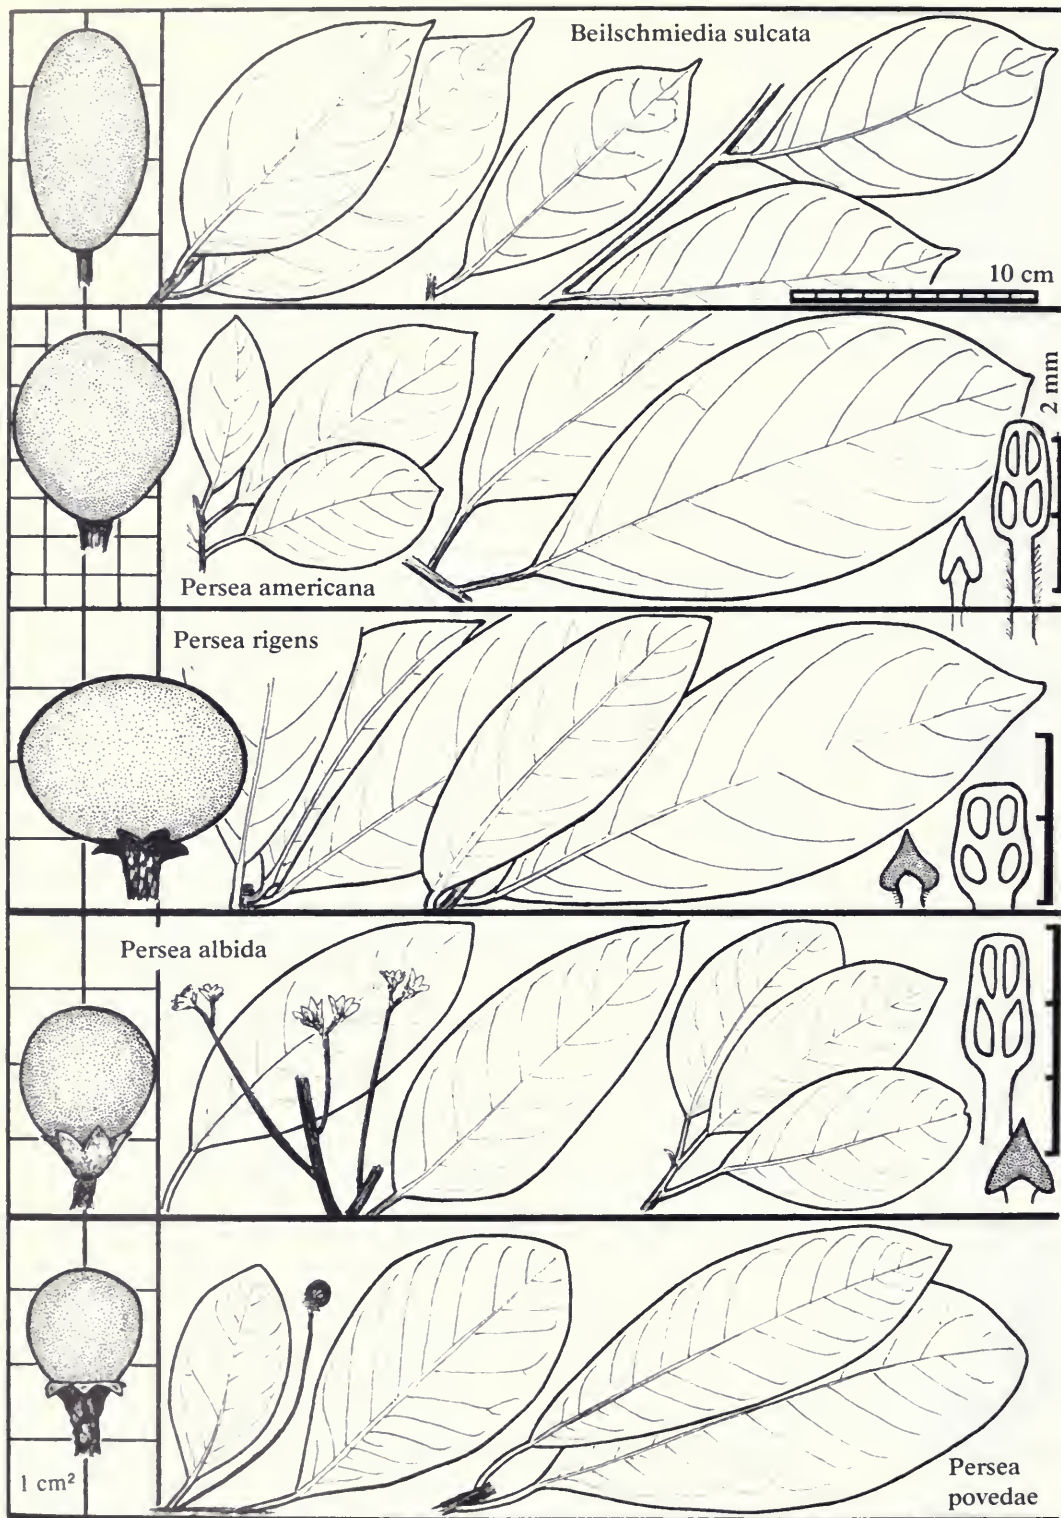 Beilschmiedia sulcata
10 cm
2 mm
Persea americana
Persea rigens
Persea albida
Persea
povedae
1 cm²